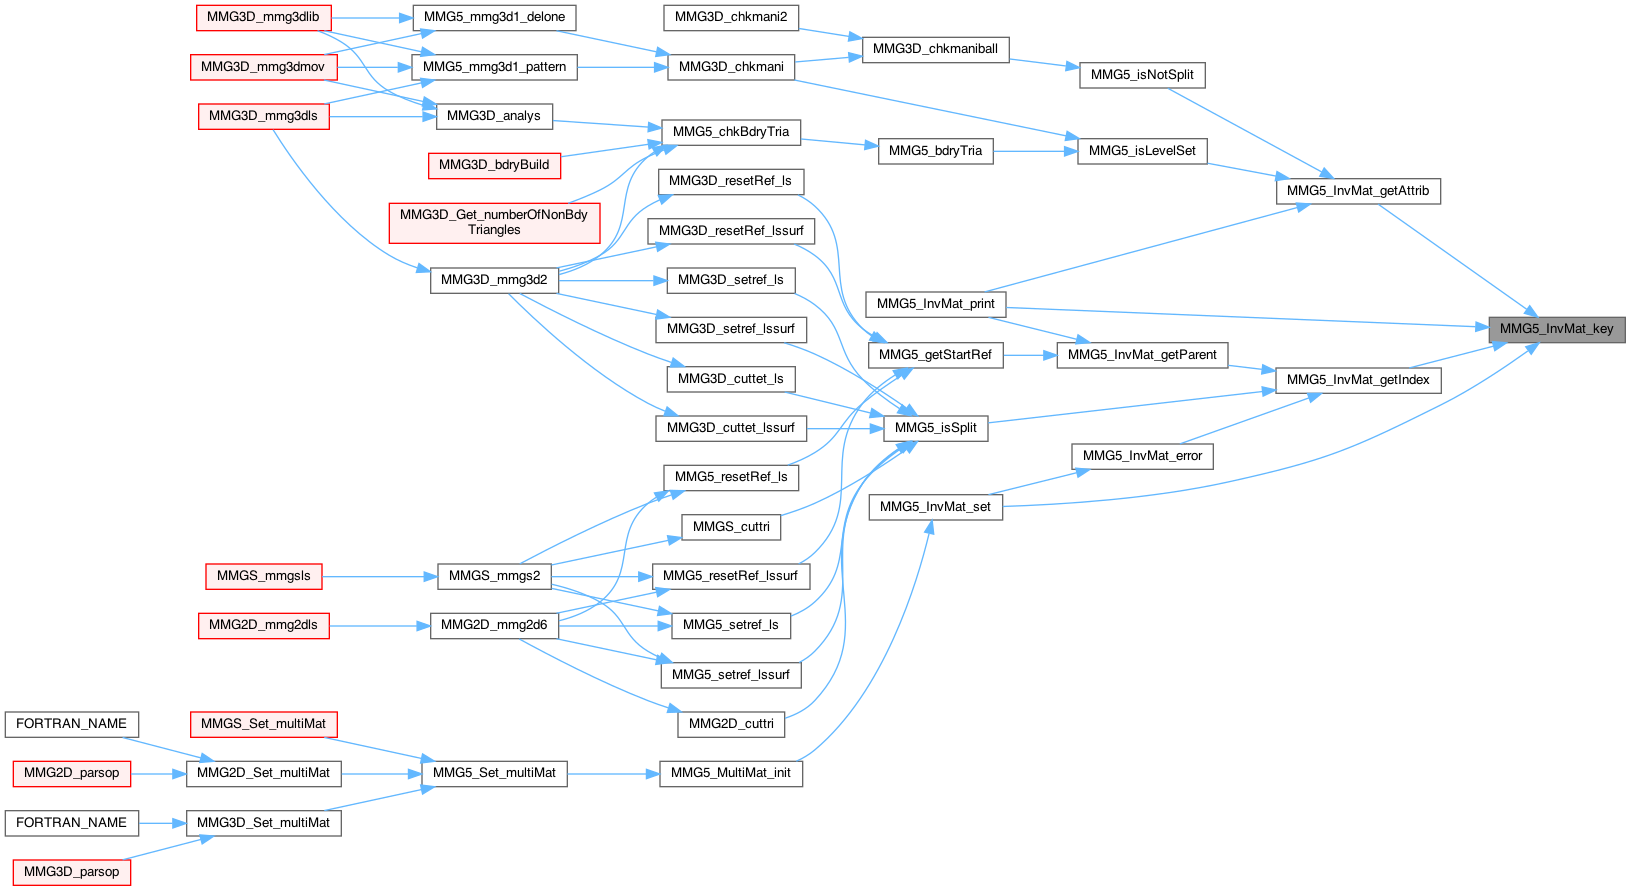 MMG3D_mmg3dlib
MMG5_mmg3d1_delone
MMG3D_chkmani2
MMG3D_chkmaniball
MMG3D_mmg3dmov
MMG5_mmg3d1_pattern
MMG3D_chkmani
MMG5_isNotSplit
MMG3D_mmg3dls
MMG3D_analys
MMG5_chkBdryTria
MMG5_bdryTria
MMG5_isLevelSet
MMG3D_bdryBuild
MMG3D_resetRef_ls
MMG5_InvMat_getAttrib
MMG3D_Get_numberOfNonBdy
Triangles
MMG3D_resetRef_lssurf
MMG3D_mmg3d2
MMG3D_setref_ls
MMG5_InvMat_print
MMG3D_setref_lssurf
MMG5_InvMat_key
MMG5_getStartRef
MMG5_InvMat_getParent
MMG3D_cuttet_ls
MMG5_InvMat_getIndex
MMG3D_cuttet_lssurf
MMG5_isSplit
MMG5_InvMat_error
MMG5_resetRef_ls
MMG5_InvMat_set
MMGS_cuttri
MMGS_mmgsls
MMGS_mmgs2
MMG5_resetRef_lssurf
MMG2D_mmg2dls
MMG2D_mmg2d6
MMG5_setref_ls
MMG5_setref_lssurf
FORTRAN_NAME
MMGS_Set_multiMat
MMG2D_cuttri
MMG2D_parsop
MMG2D_Set_multiMat
MMG5_Set_multiMat
MMG5_MultiMat_init
FORTRAN_NAME
MMG3D_Set_multiMat
MMG3D_parsop